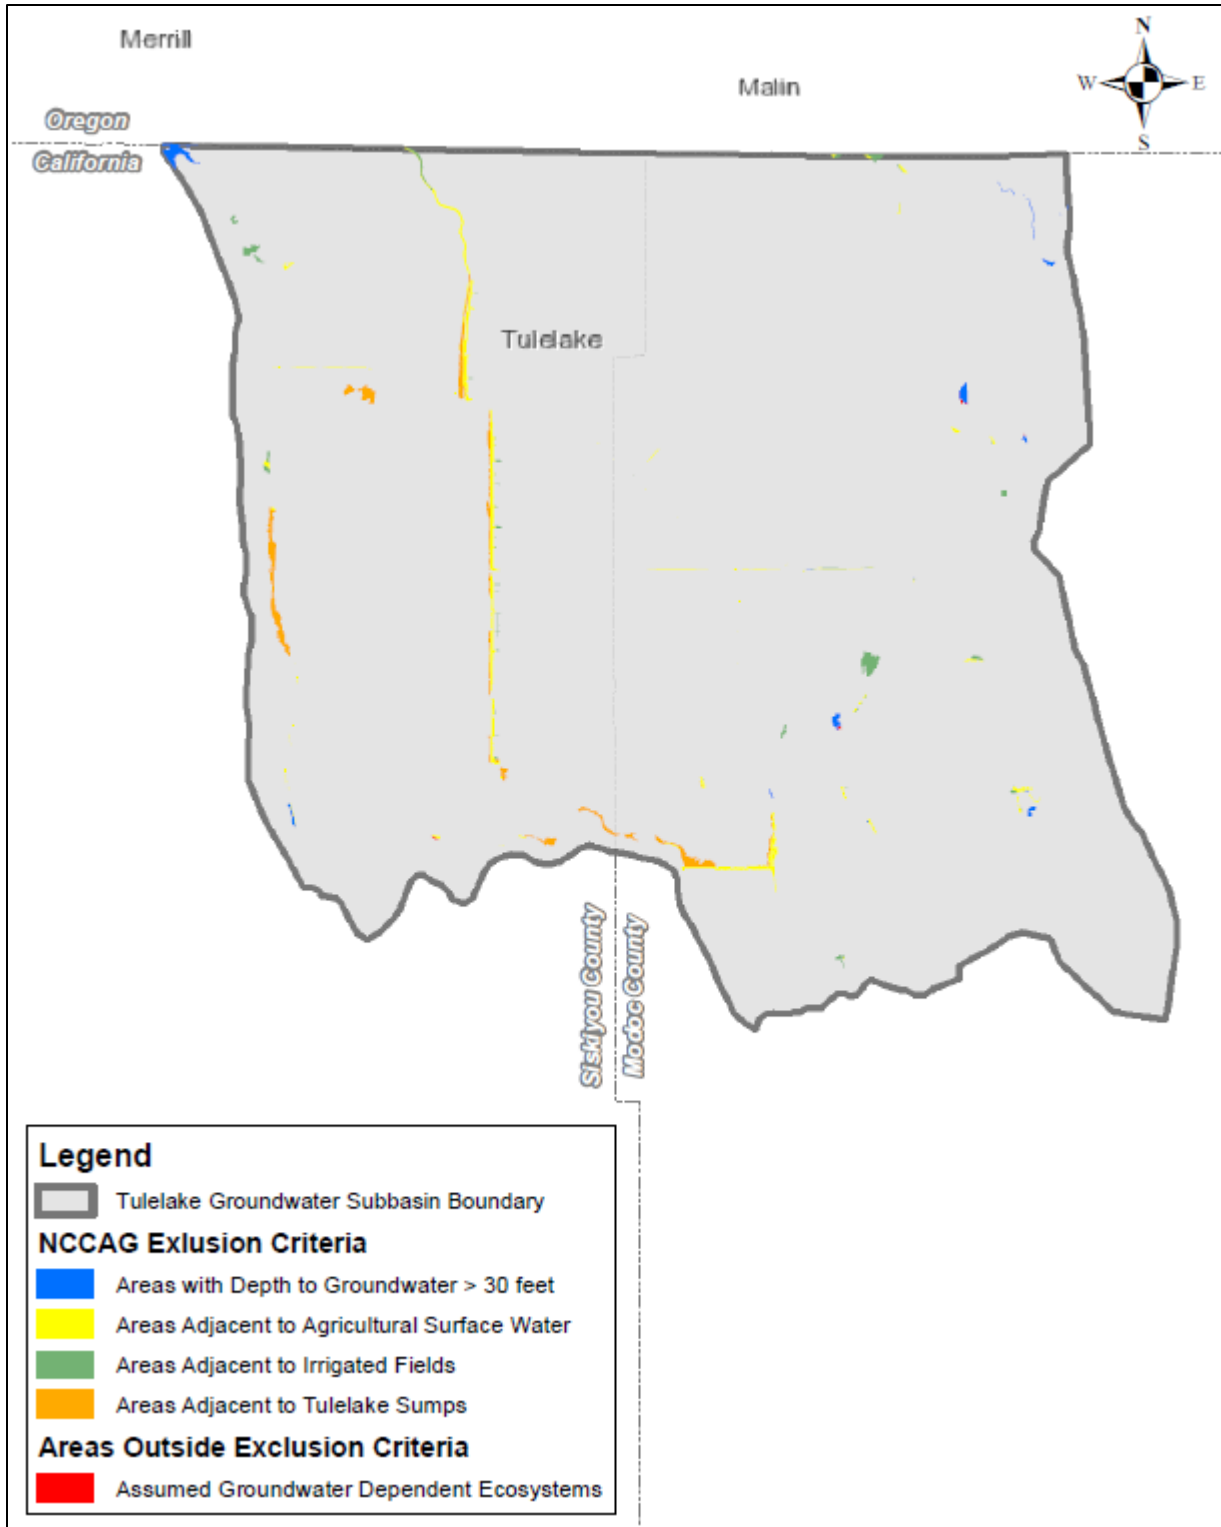 Merrill
N
Malin
W
E
Oregon
S
California
Tulelake
Siskiyou County
Modoc County
Legend
Tulelake Groundwater Subbasin Boundary
NCCAG Exlusion Criteria
Areas with Depth to Groundwater > 30 feet
Areas Adjacent to Agricultural Surface Water
Areas Adjacent to Irrigated Fields
Areas Adjacent to Tulelake Sumps
Areas Outside Exclusion Criteria
Assumed Groundwater Dependent Ecosystems